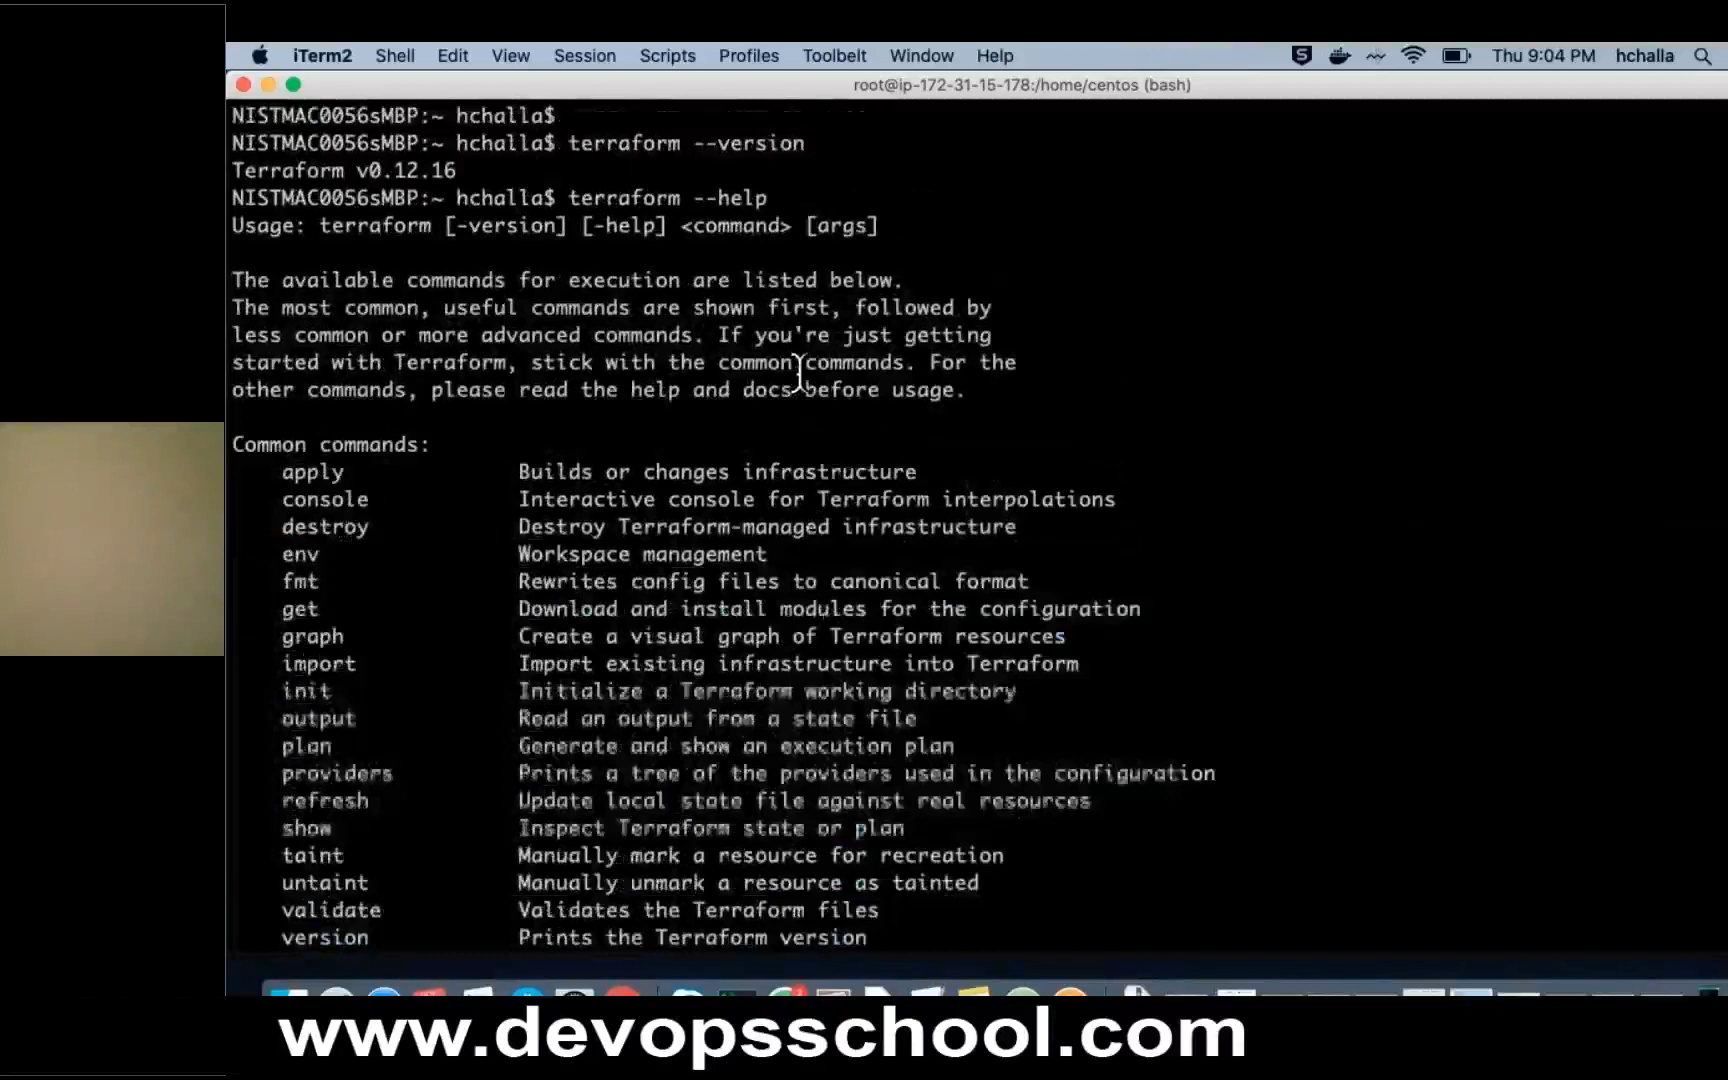 iTerm2 Shell Edit View Session Scripts Profiles Toolbelt Window Help Thu 9:04 PM hchalla
root@ip-172-31-15-178:/home/centos (bash)
NISTMAC0056sMBP:~ hchalla$
NISTMAC0056sMBP:~ hchalla$ terraform --version
Terraform v0.12.16
NISTMAC0056sMBP:~ hchalla$ terraform --help
Usage: terraform [-version] [-help] <command> [args]
The available commands for execution are listed below.
The most common, useful commands are shown first, followed by
less common or more advanced commands. If you're just getting
started with Terraform, stick with the common commands. For the
other commands, please read the help and docs before usage.
Common commands:
apply Builds or changes infrastructure
console Interactive console for Terraform interpolations
destroy Destroy Terraform-managed infrastructure
env Workspace management
fmt Rewrites config files to canonical format
get Download and install modules for the configuration
graph Create a visual graph of Terraform resources
import Import existing infrastructure into Terraform
init Initialize a Terraform working directory
output Read an output from a state file
plan Generate and show an execution plan
providers Prints a tree of the providers used in the configuration
refresh Update local state file against real resources
show Inspect Terraform state or plan
taint Manually mark a resource for recreation
untaint Manually unmark a resource as tainted
validate Validates the Terraform files
version Prints the Terraform version
www.devopsschool.com